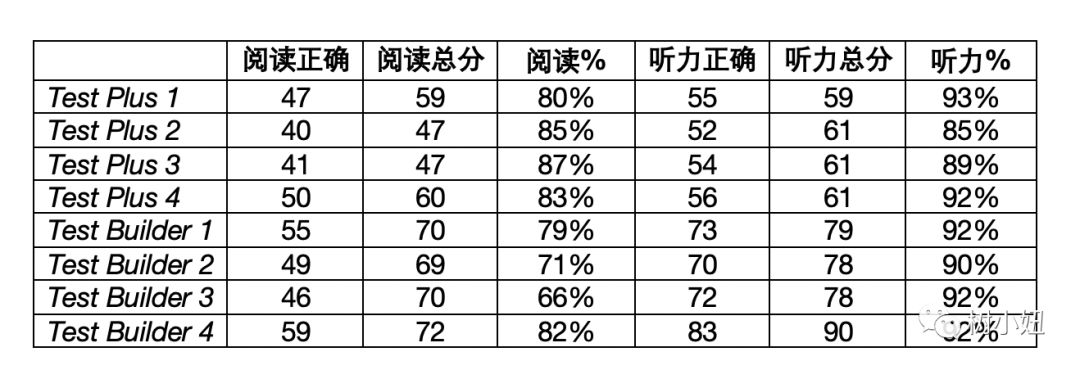 阅读正确 阅读总分 阅读% 听力正确 听力总分 听力%
Test Plus 1 47 59 80% 55 59 93%
Test Plus 2 40 47 85% 52 61 85%
Test Plus 3 41 47 87% 54 61 89%
Test Plus 4 50 60 83% 56 61 92%
Test Builder 1 55 70 79% 73 79 92%
Test Builder 2 49 69 71% 70 78 90%
Test Builder 3 46 70 66% 72 78 92%
Test Builder 4 59 72 82% 83 90 92%
树小妞